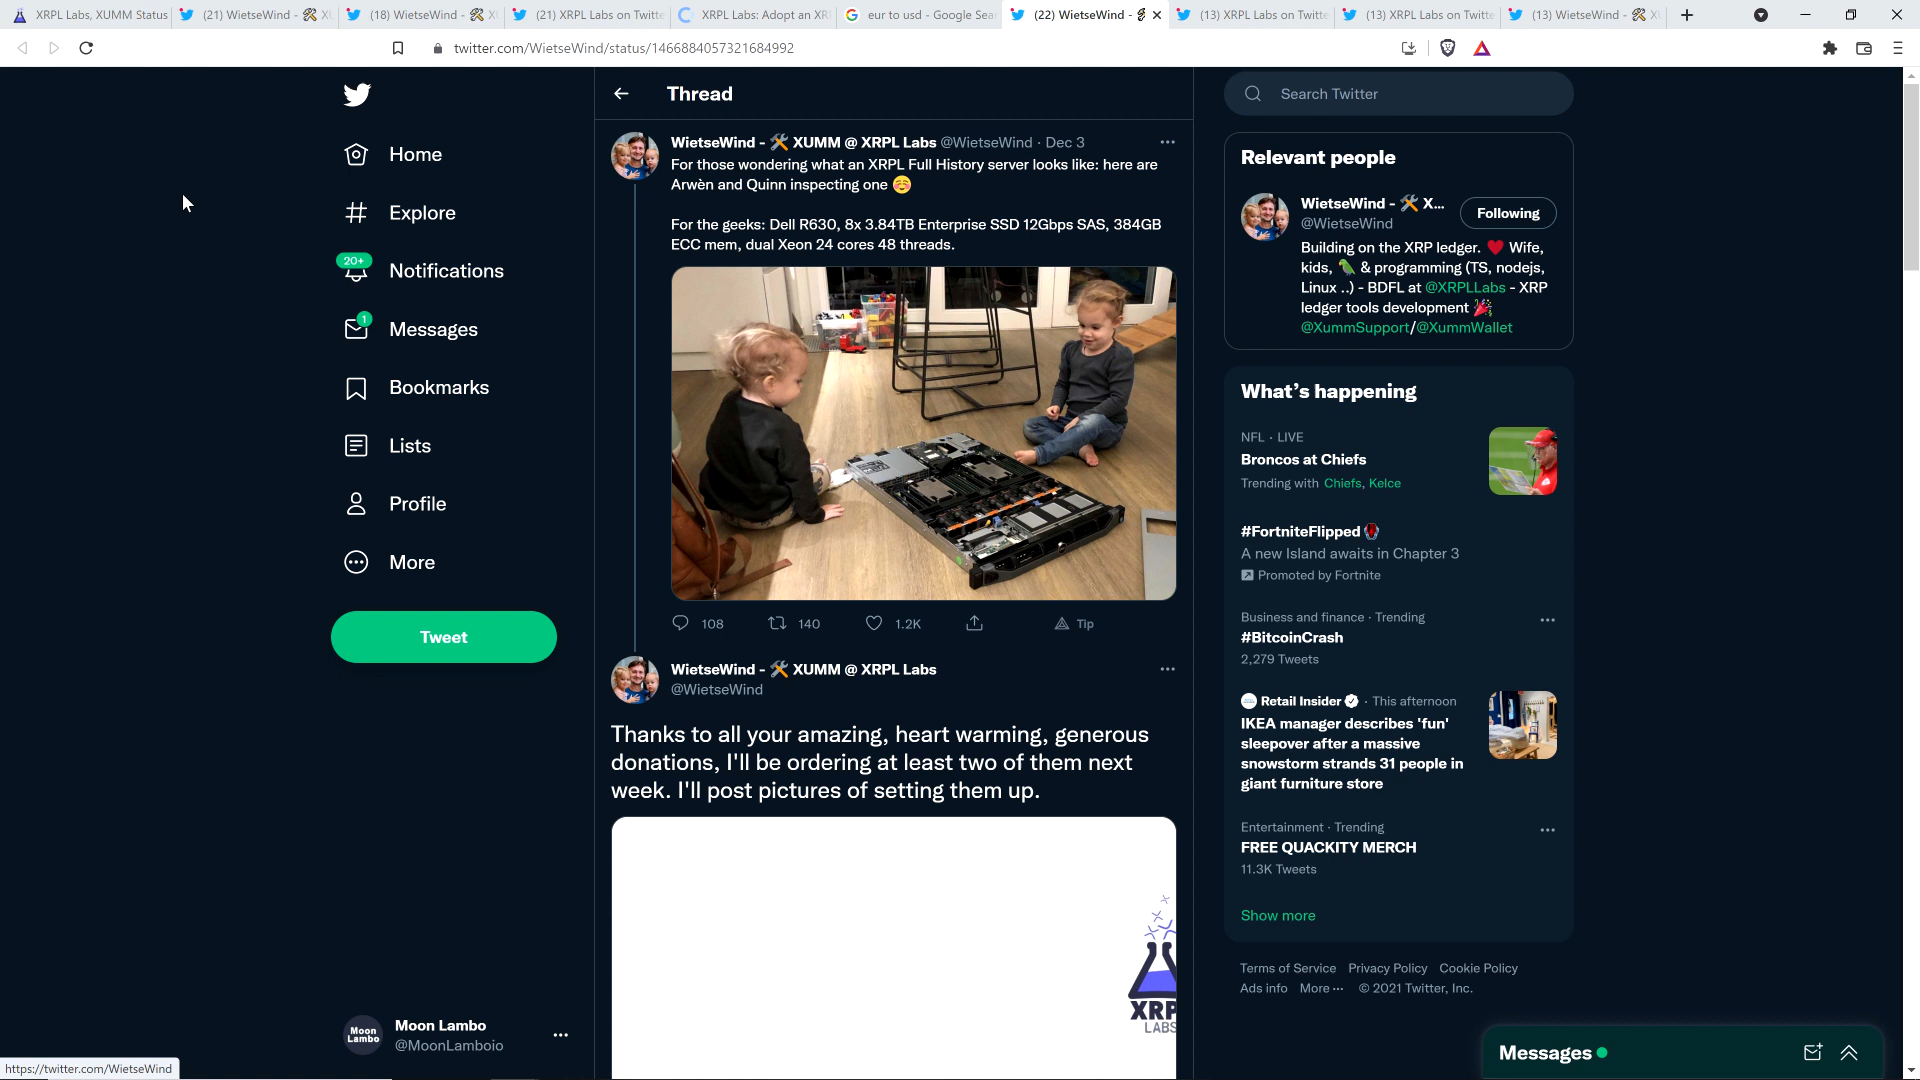 XRPL Labs, XUMM Status
(21) WietseWind -
(18) WietseWind -
(21) XRPL Labs on Twitte
XRPL Labs: Adopt an XR
eur to usd - Google Sea
(22) WietseWind -
(13) XRPL Labs on Twitte
(13) XRPL Labs on Twitte
(13) WietseWind -
twitter.com/WietseWind/status/1466884057321684992
Home
Explore
20+
Notifications
1
Messages
Bookmarks
Lists
Profile
More
Tweet
Moon Lambo
Moon Lambo
@MoonLamboio
https://twitter.com/WietseWind
Thread
WietseWind - 🛠 XUMM @ XRPL Labs @WietseWind · Dec 3
For those wondering what an XRPL Full History server looks like: here are
Arwèn and Quinn inspecting one ☺️
For the geeks: Dell R630, 8x 3.84TB Enterprise SSD 12Gbps SAS, 384GB
ECC mem, dual Xeon 24 cores 48 threads.
108 140 1.2K Tip
WietseWind - 🛠 XUMM @ XRPL Labs
@WietseWind
Thanks to all your amazing, heart warming, generous
donations, I'll be ordering at least two of them next
week. I'll post pictures of setting them up.
XRP
LABS
Search Twitter
Relevant people
WietseWind - 🛠 X...
@WietseWind
Following
Building on the XRP ledger. ❤️ Wife,
kids, 🦜 & programming (TS, nodejs,
Linux ..) - BDFL at @XRPLLabs - XRP
ledger tools development 🎉
@XummSupport/@XummWallet
What's happening
NFL · LIVE
Broncos at Chiefs
Trending with Chiefs, Kelce
#FortniteFlipped
A new Island awaits in Chapter 3
Promoted by Fortnite
Business and finance · Trending
#BitcoinCrash
2,279 Tweets
Retail Insider · This afternoon
IKEA manager describes 'fun'
sleepover after a massive
snowstorm strands 31 people in
giant furniture store
Entertainment · Trending
FREE QUACKITY MERCH
11.3K Tweets
Show more
Terms of Service Privacy Policy Cookie Policy
Ads info More ··· © 2021 Twitter, Inc.
Messages